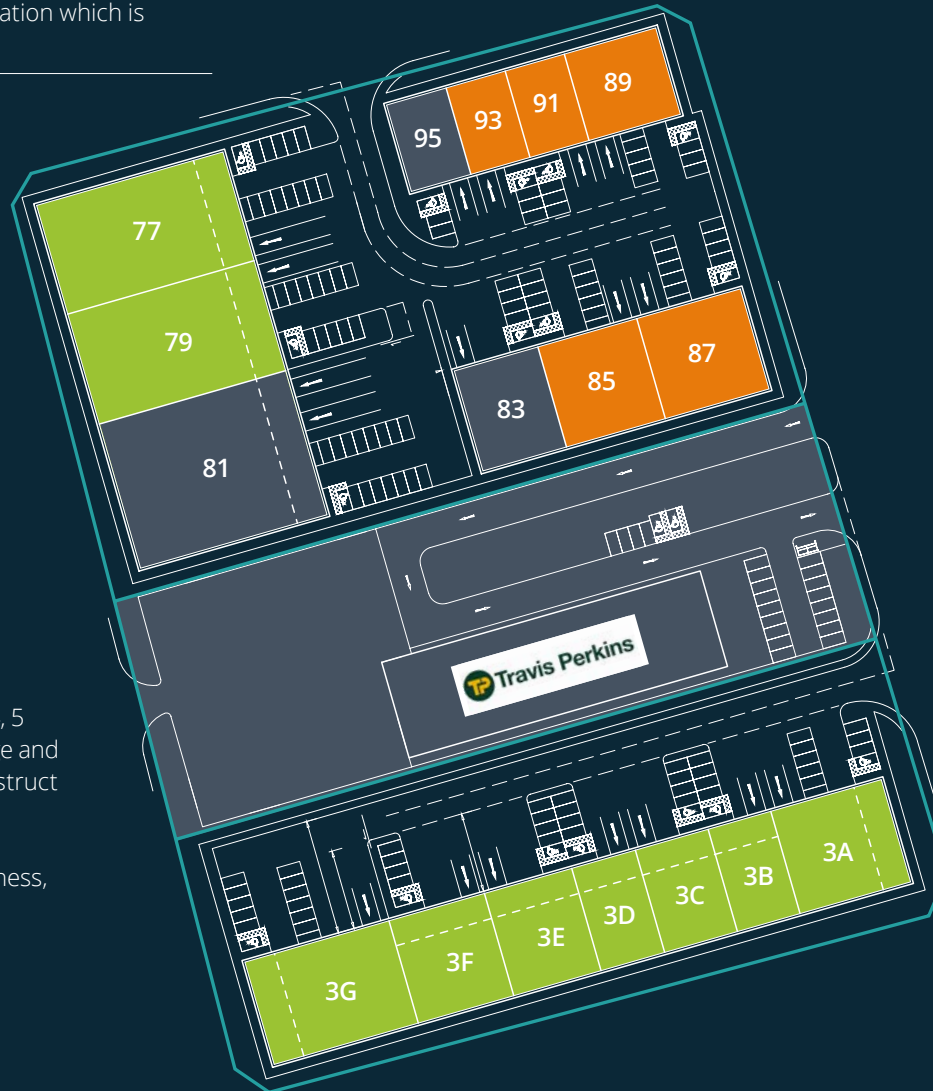 ation which is
95
93
91
89
77
79
81
83
85
87
TP Travis Perkins
, 5
e and
struct
ness,
3A
3B
3C
3D
3E
3F
3G